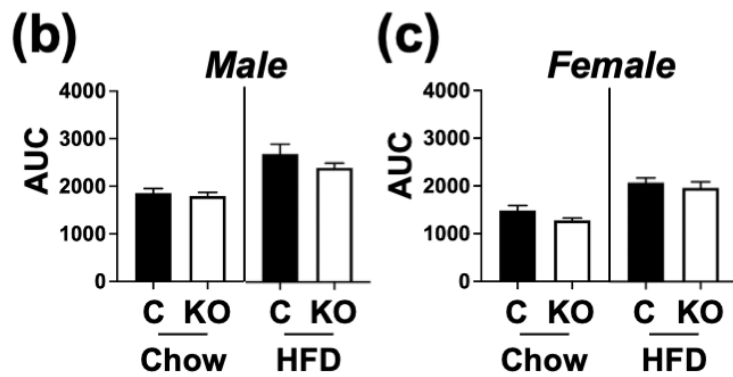 (b)
Male
AUC
4000
3000
2000
1000
0
C KO C KO
Chow HFD
(c)
Female
AUC
4000
3000
2000
1000
0
C KO C KO
Chow HFD